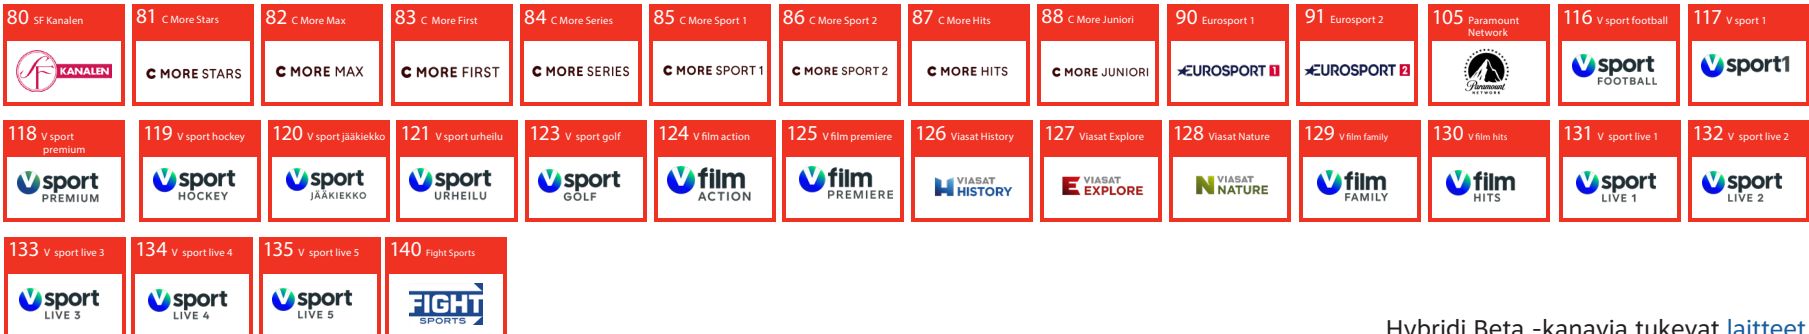 80 SF Kanalen
SF KANALEN
81 C More Stars
C MORE STARS
82 C More Max
C MORE MAX
83 C More First
C MORE FIRST
84 C More Series
C MORE SERIES
85 C More Sport 1
C MORE SPORT 1
86 C More Sport 2
C MORE SPORT 2
87 C More Hits
C MORE HITS
88 C More Juniori
C MORE JUNIORI
90 Eurosport 1
EUROSPORT 1
91 Eurosport 2
EUROSPORT 2
105 Paramount
Network
Paramount
NETWORK
116 V sport football
V sport
FOOTBALL
117 V sport 1
V sport1
118 V sport
premium
V sport
PREMIUM
119 V sport hockey
V sport
HOCKEY
120 V sport jääkiekko
V sport
JÄÄKIEKKO
121 V sport urheilu
V sport
URHEILU
123 V sport golf
V sport
GOLF
124 V film action
V film
ACTION
125 V film premiere
V film
PREMIERE
126 Viasat History
VIASAT
HISTORY
127 Viasat Explore
VIASAT
EXPLORE
128 Viasat Nature
VIASAT
NATURE
129 V film family
V film
FAMILY
130 V film hits
V film
HITS
131 V sport live 1
V sport
LIVE 1
132 V sport live 2
V sport
LIVE 2
133 V sport live 3
V sport
LIVE 3
134 V sport live 4
V sport
LIVE 4
135 V sport live 5
V sport
LIVE 5
140 Fight Sports
FIGHT
SPORTS
Hybridi Beta -kanavia tukevat laitteet